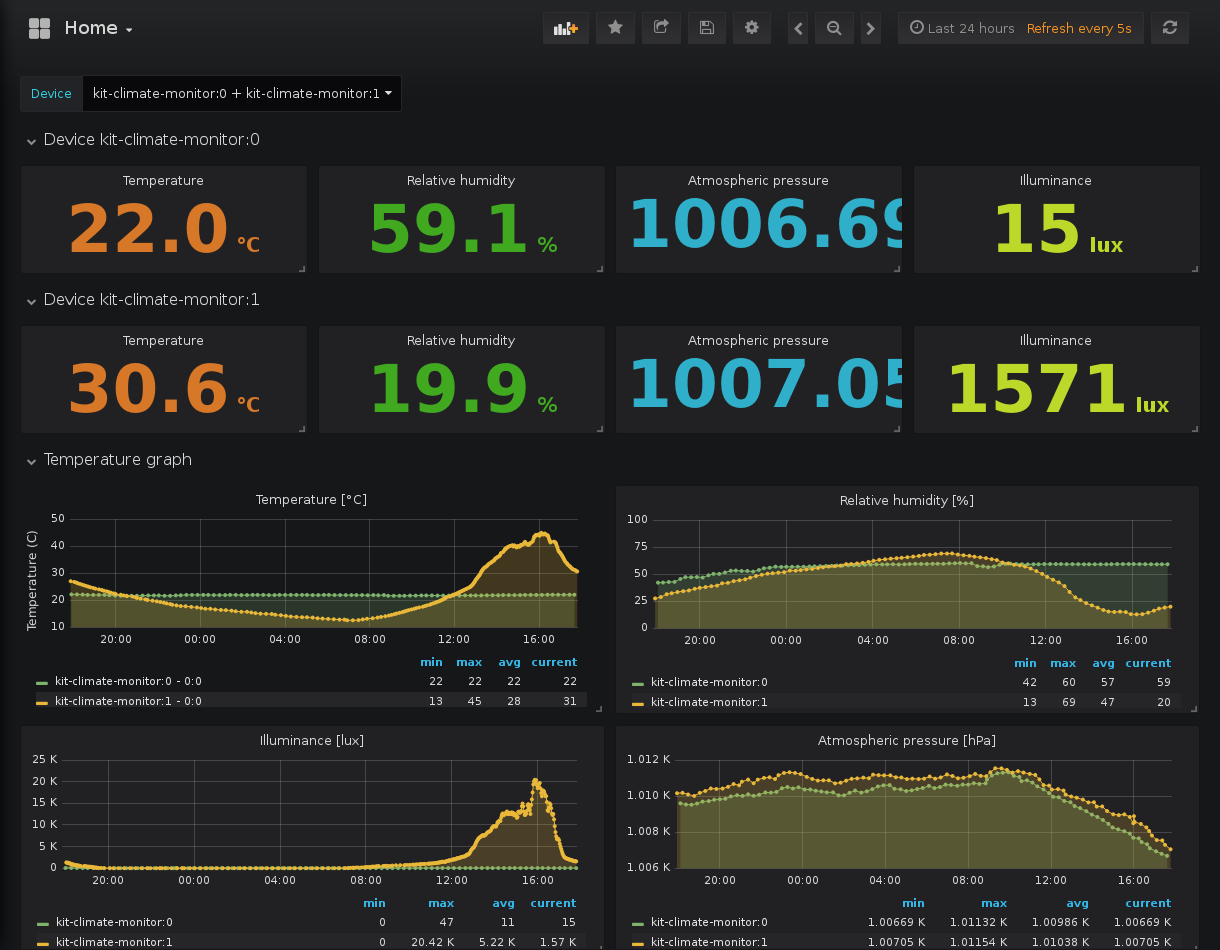 Home
Last 24 hours Refresh every 5s
Device kit-climate-monitor:0 + kit-climate-monitor:1
Device kit-climate-monitor:0
Temperature Relative humidity Atmospheric pressure Illuminance
22.0 °C 59.1 % 1006.69 15 lux
Device kit-climate-monitor:1
Temperature Relative humidity Atmospheric pressure Illuminance
30.6 °C 19.9 % 1007.05 1571 lux
Temperature graph
Temperature [°C]
Temperature (C)
50
40
30
20
10
20:00 00:00 04:00 08:00 12:00 16:00
min max avg current
kit-climate-monitor:0 - 0:0 22 22 22 22
kit-climate-monitor:1 - 0:0 13 45 28 31
Relative humidity [%]
100
75
50
25
0
20:00 00:00 04:00 08:00 12:00 16:00
min max avg current
kit-climate-monitor:0 42 60 57 59
kit-climate-monitor:1 13 69 47 20
Illuminance [lux]
25 K
20 K
15 K
10 K
5 K
0
20:00 00:00 04:00 08:00 12:00 16:00
min max avg current
kit-climate-monitor:0 0 47 11 15
kit-climate-monitor:1 0 20.42 K 5.22 K 1.57 K
Atmospheric pressure [hPa]
1.012 K
1.010 K
1.008 K
1.006 K
20:00 00:00 04:00 08:00 12:00 16:00
min max avg current
kit-climate-monitor:0 1.00669 K 1.01132 K 1.00986 K 1.00669 K
kit-climate-monitor:1 1.00705 K 1.01154 K 1.01038 K 1.00705 K